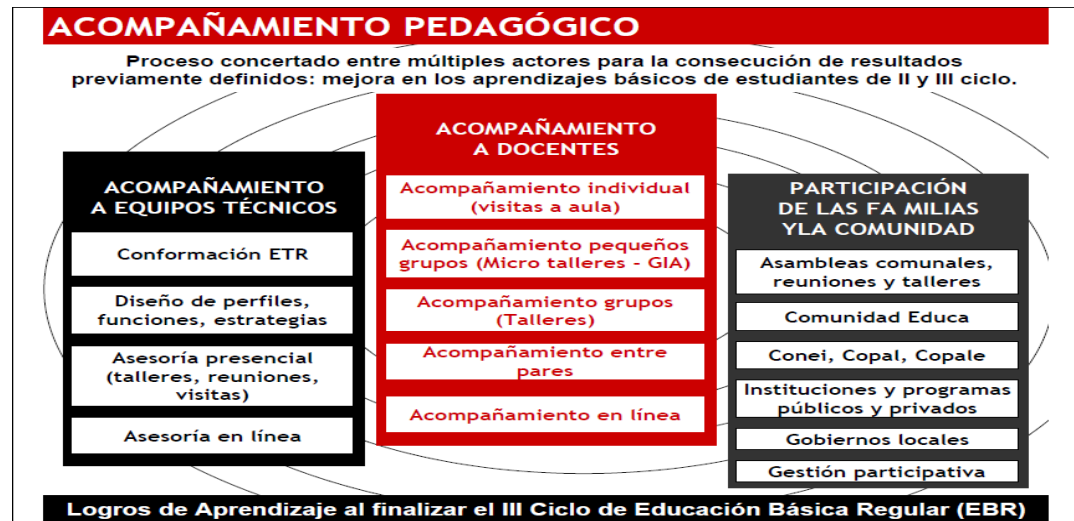 ACOMPAÑAMIENTO PEDAGÓGICO
Proceso concertado entre múltiples actores para la consecución de resultados
previamente definidos: mejora en los aprendizajes básicos de estudiantes de II y III ciclo.
ACOMPAÑAMIENTO
A EQUIPOS TÉCNICOS
Conformación ETR
Diseño de perfiles,
funciones, estrategias
Asesoría presencial
(talleres, reuniones,
visitas)
Asesoría en línea
ACOMPAÑAMIENTO
A DOCENTES
Acompañamiento individual
(visitas a aula)
Acompañamiento pequeños
grupos (Micro talleres - GIA)
Acompañamiento grupos
(Talleres)
Acompañamiento entre
pares
Acompañamiento en línea
PARTICIPACIÓN
DE LAS FA MILIAS
YLA COMUNIDAD
Asambleas comunales,
reuniones y talleres
Comunidad Educa
Conei, Copal, Copale
Instituciones y programas
públicos y privados
Gobiernos locales
Gestión participativa
Logros de Aprendizaje al finalizar el III Ciclo de Educación Básica Regular (EBR)